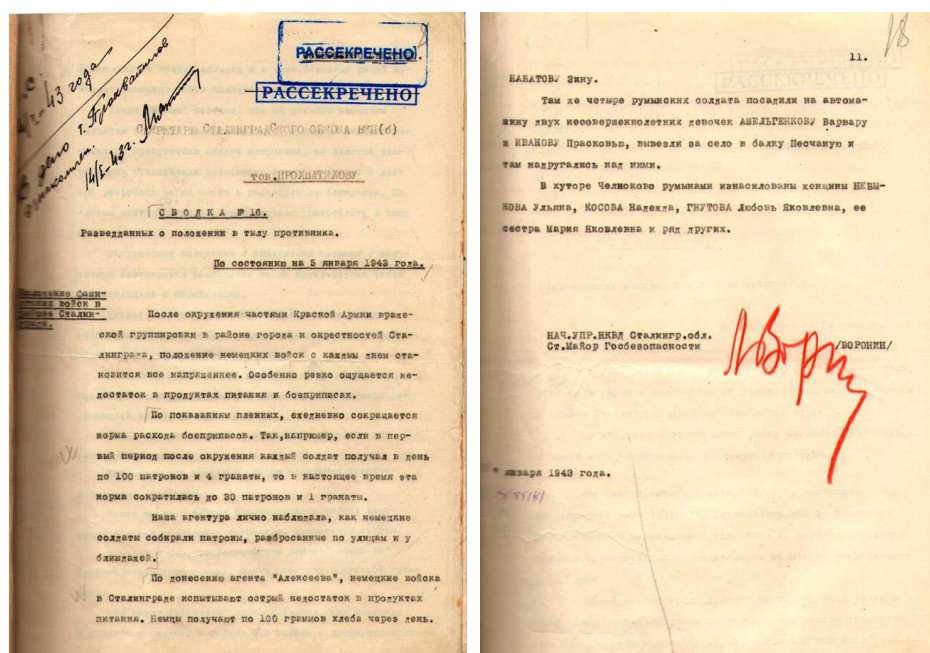 43 года
т. Прохватилов
14/I-43г.
РАССЕКРЕЧЕНО
РАССЕКРЕЧЕНО
СЕКРЕТАРЮ СТАЛИНГРАДСКОГО ОБКОМА ВКП(б)
тов.ПРОХВАТИЛОВУ
СВОДКА № 16.
Разведданных о положении в тылу противника.
По состоянию на 5 января 1943 года.
После окружения частями Красной Армии враже-
ской группировки в районе города и окрестностей Ста-
линграда, положение немецких войск с каждым днем ста-
новится все напряженнее. Особенно резко ощущается не-
достаток в продуктах питания и боеприпасах.
По показаниям пленных, ежедневно сокращается
норма расхода боеприпасов. Так,например, если в пер-
вый период после окружения каждый солдат получал в день
по 100 патронов и 4 гранаты, то в настоящее время эта
норма сократилась до 30 патронов и 1 гранаты.
Наша агентура лично наблюдала, как немецкие
солдаты собирали патроны, разбросанные по улицам и у
блиндажей.
По донесению агента "Алексеева", немецкие войска
в Сталинграде испытывают острый недостаток в продуктах
питания. Немцы получают по 100 граммов хлеба через день.
18
11.
РАССЕКРЕЧЕНО
БАБАТОВУ Зину.
Там же четыре румынских солдата посадили на автома-
шину двух несовершеннолетних девочек АШЕЛЬГЕНКОВУ Варвару
и ИВАНОВУ Прасковью, вывезли за село в балку Песчаную и
там надругались над ними.
В хуторе Челюково румынами изнасилованы женщины НЕВЫ-
КОВА Ульяна, КОСОВА Надежда, ГНУТОВА Любовь Яковлевна, ее
сестра Мария Яковлевна и ряд других.
НАЧ.УПР.НКВД Сталингр.обл.
Ст.Майор Госбезопасности /ВОРОНИН/
января 1943 года.